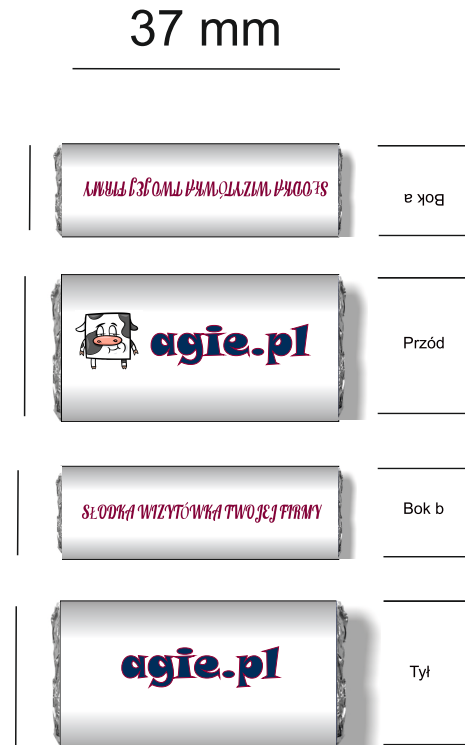 37 mm
SŁODKA WIZYTÓWKA TWOJEJ FIRMY
Bok a
agie.pl
Przód
SŁODKA WIZYTÓWKA TWOJEJ FIRMY
Bok b
agie.pl
Tył